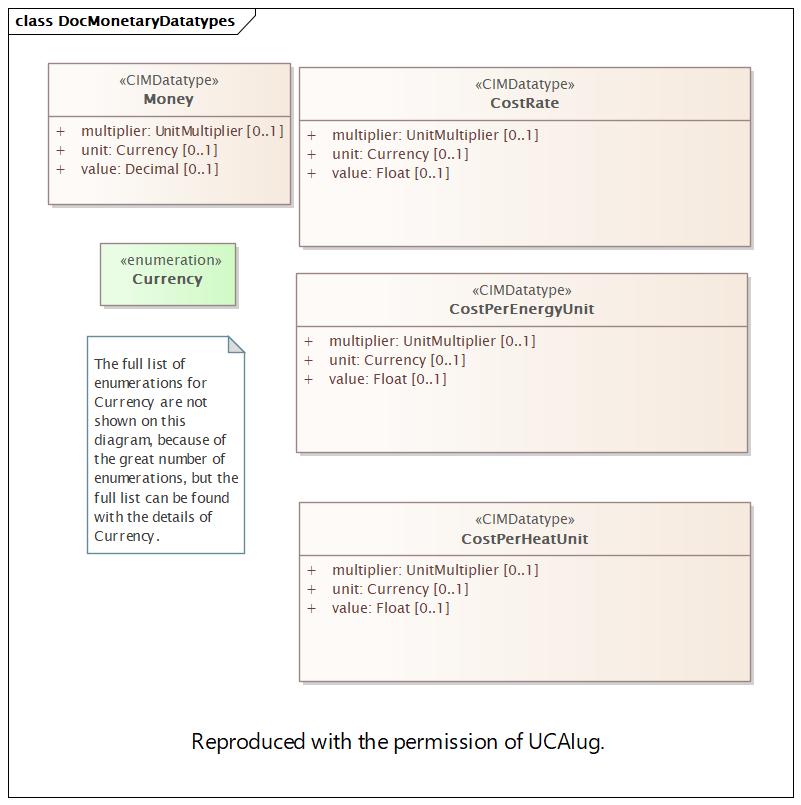 class DocMonetaryDatatypes
«CIMDatatype»
Money
+ multiplier: UnitMultiplier [0..1]
+ unit: Currency [0..1]
+ value: Decimal [0..1]
«CIMDatatype»
CostRate
+ multiplier: UnitMultiplier [0..1]
+ unit: Currency [0..1]
+ value: Float [0..1]
«enumeration»
Currency
«CIMDatatype»
CostPerEnergyUnit
+ multiplier: UnitMultiplier [0..1]
+ unit: Currency [0..1]
+ value: Float [0..1]
The full list of
enumerations for
Currency are not
shown on this
diagram, because of
the great number of
enumerations, but the
full list can be found
with the details of
Currency.
«CIMDatatype»
CostPerHeatUnit
+ multiplier: UnitMultiplier [0..1]
+ unit: Currency [0..1]
+ value: Float [0..1]
Reproduced with the permission of UCAIug.